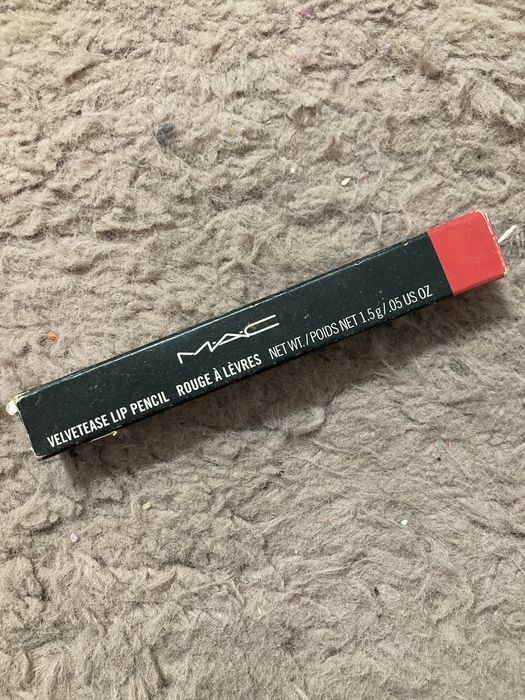 MAC
VELVETEASE LIP PENCIL ROUGE À LÈVRES NET WT./POIDS NET 1.5 g/.05 US OZ